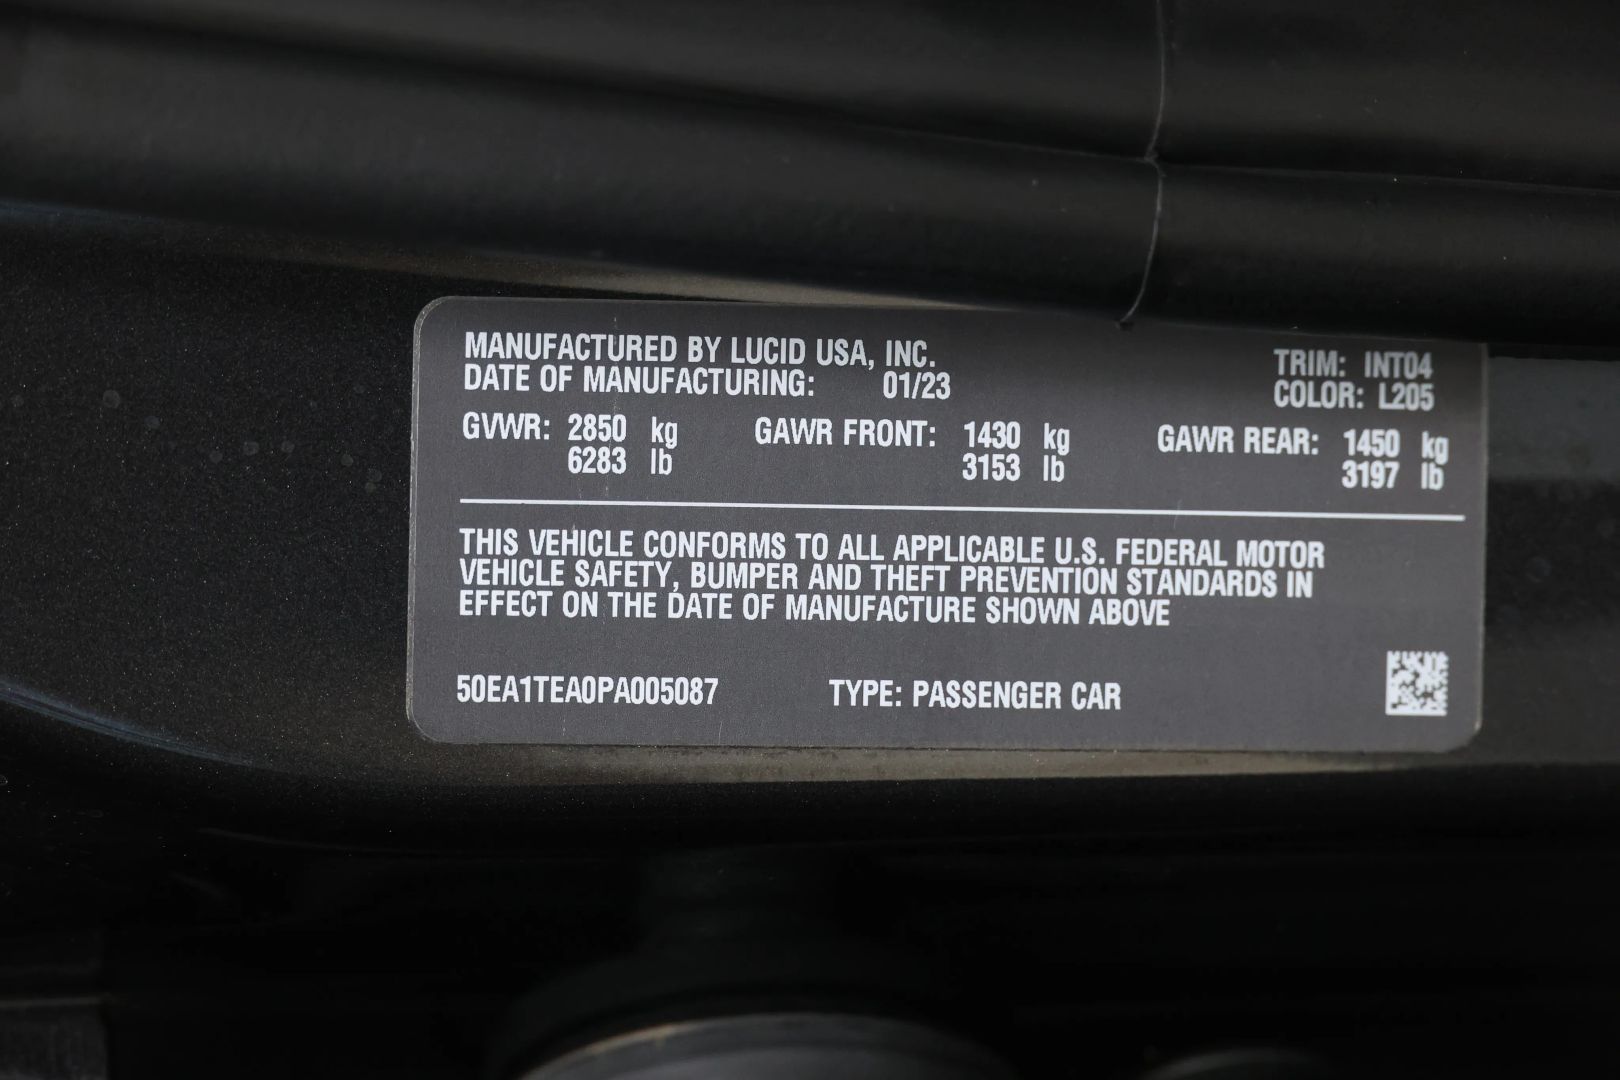 MANUFACTURED BY LUCID USA, INC.
DATE OF MANUFACTURING: 01/23
TRIM: INT04
COLOR: L205
GVWR: 2850 kg GAWR FRONT: 1430 kg GAWR REAR: 1450 kg
6283 lb 3153 lb 3197 lb
THIS VEHICLE CONFORMS TO ALL APPLICABLE U.S. FEDERAL MOTOR
VEHICLE SAFETY, BUMPER AND THEFT PREVENTION STANDARDS IN
EFFECT ON THE DATE OF MANUFACTURE SHOWN ABOVE
50EA1TEA0PA005087 TYPE: PASSENGER CAR